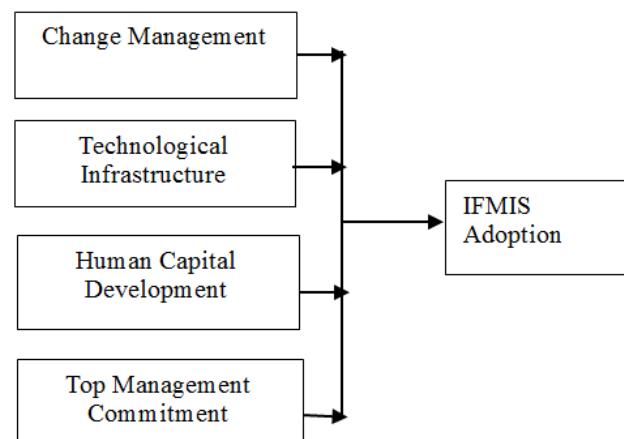 Change Management
Technological
Infrastructure
IFMIS
Adoption
Human Capital
Development
Top Management
Commitment